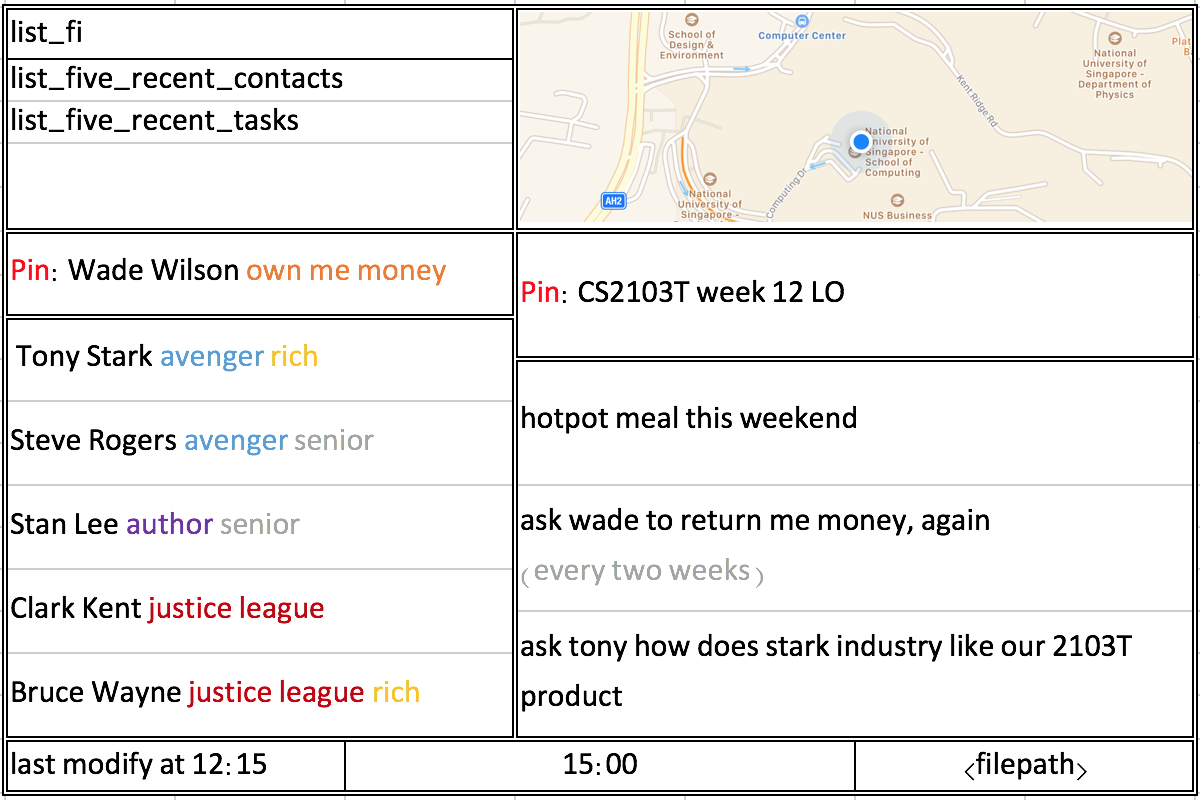 list_fi
list_five_recent_contacts
list_five_recent_tasks
School of
Design &
Environment
Computer Center
National
University of
Singapore -
Department of
Physics
Plat
B
Kent Ridge Rd
National
University of
Singapore -
School of
Computing
Computing Dr
AH2
National
University of
Singapore -
NUS Business
Pin: Wade Wilson own me money
Pin: CS2103T week 12 LO
Tony Stark avenger rich
Steve Rogers avenger senior
Stan Lee author senior
Clark Kent justice league
Bruce Wayne justice league rich
hotpot meal this weekend
ask wade to return me money, again
(every two weeks)
ask tony how does stark industry like our 2103T
product
last modify at 12:15
15:00
<filepath>